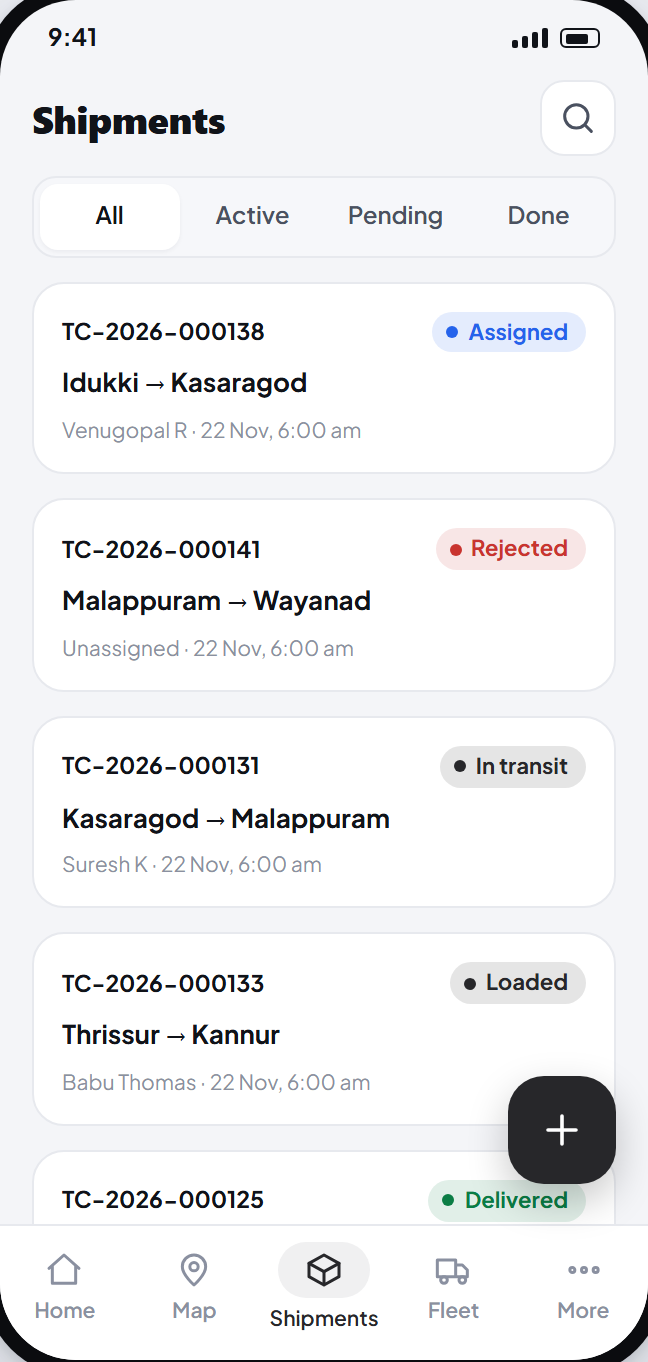 9:41
Shipments
All Active Pending Done
TC-2026-000138 Assigned
Idukki → Kasaragod
Venugopal R · 22 Nov, 6:00 am
TC-2026-000141 Rejected
Malappuram → Wayanad
Unassigned · 22 Nov, 6:00 am
TC-2026-000131 In transit
Kasaragod → Malappuram
Suresh K · 22 Nov, 6:00 am
TC-2026-000133 Loaded
Thrissur → Kannur
Babu Thomas · 22 Nov, 6:00 am
TC-2026-000125 Delivered
Home Map Shipments Fleet More